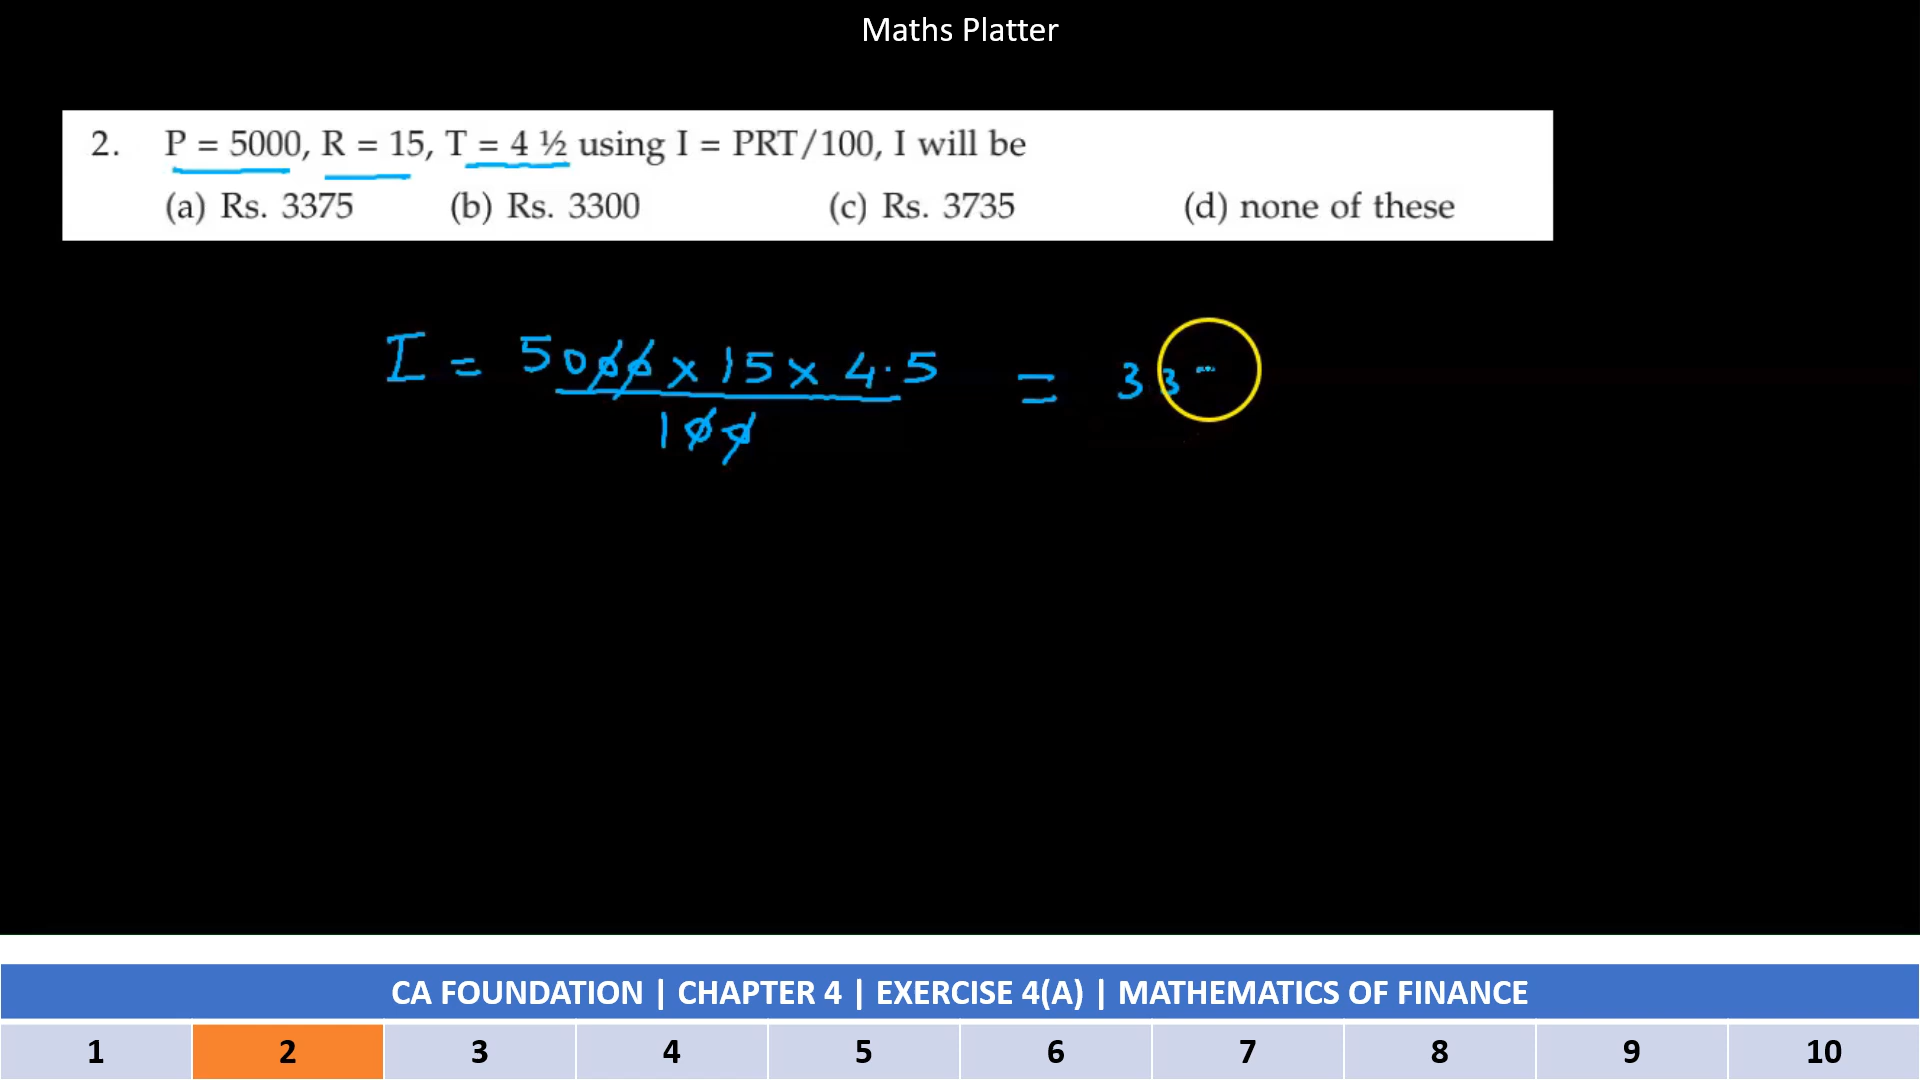 Maths Platter
2. P = 5000, R = 15, T = 4 ½ using I = PRT/100, I will be
(a) Rs. 3375 (b) Rs. 3300 (c) Rs. 3735 (d) none of these
I = 5000 x 15 x 4.5 = 33
100
CA FOUNDATION | CHAPTER 4 | EXERCISE 4(A) | MATHEMATICS OF FINANCE
1 2 3 4 5 6 7 8 9 10